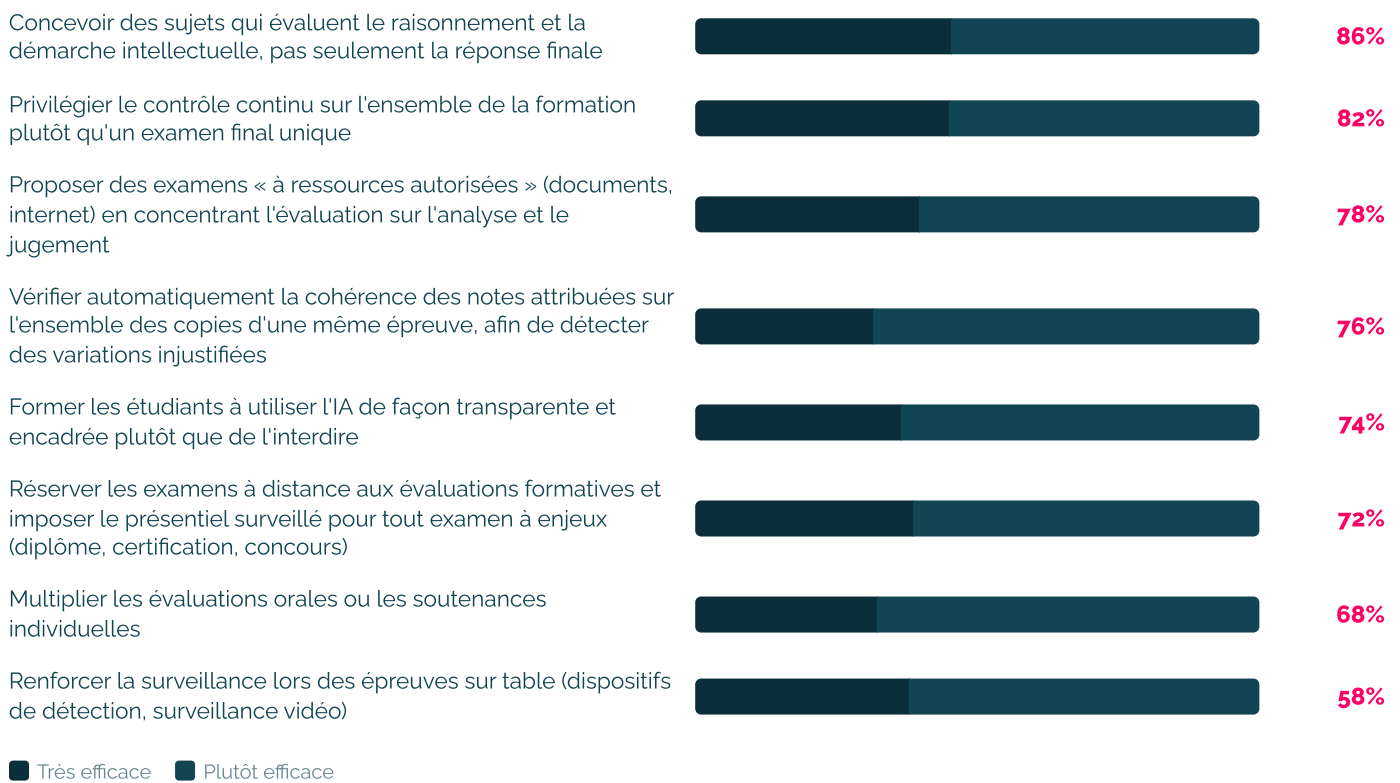 Concevoir des sujets qui évaluent le raisonnement et la
démarche intellectuelle, pas seulement la réponse finale
86%
Privilégier le contrôle continu sur l'ensemble de la formation
plutôt qu'un examen final unique
82%
Proposer des examens « à ressources autorisées » (documents,
internet) en concentrant l'évaluation sur l'analyse et le
jugement
78%
Vérifier automatiquement la cohérence des notes attribuées sur
l'ensemble des copies d'une même épreuve, afin de détecter
des variations injustifiées
76%
Former les étudiants à utiliser l'IA de façon transparente et
encadrée plutôt que de l'interdire
74%
Réserver les examens à distance aux évaluations formatives et
imposer le présentiel surveillé pour tout examen à enjeux
(diplôme, certification, concours)
72%
Multiplier les évaluations orales ou les soutenances
individuelles
68%
Renforcer la surveillance lors des épreuves sur table (dispositifs
de détection, surveillance vidéo)
58%
Très efficace
Plutôt efficace